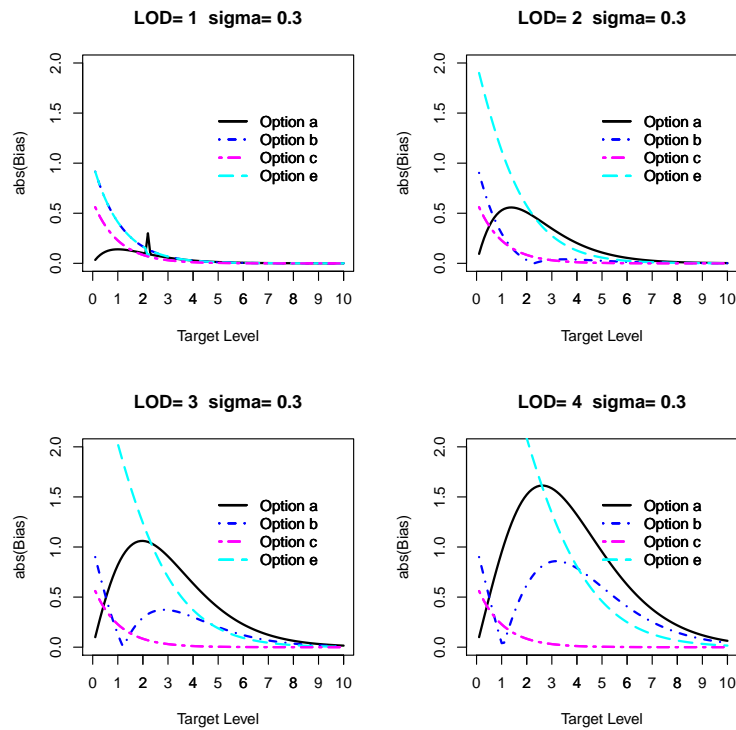 LOD= 1 sigma= 0.3
abs(Bias)
2.0
1.5
1.0
0.5
0.0
Option a
Option b
Option c
Option e
0 1 2 3 4 5 6 7 8 9 10
Target Level
LOD= 2 sigma= 0.3
abs(Bias)
2.0
1.5
1.0
0.5
0.0
Option a
Option b
Option c
Option e
0 1 2 3 4 5 6 7 8 9 10
Target Level
LOD= 3 sigma= 0.3
abs(Bias)
2.0
1.5
1.0
0.5
0.0
Option a
Option b
Option c
Option e
0 1 2 3 4 5 6 7 8 9 10
Target Level
LOD= 4 sigma= 0.3
abs(Bias)
2.0
1.5
1.0
0.5
0.0
Option a
Option b
Option c
Option e
0 1 2 3 4 5 6 7 8 9 10
Target Level